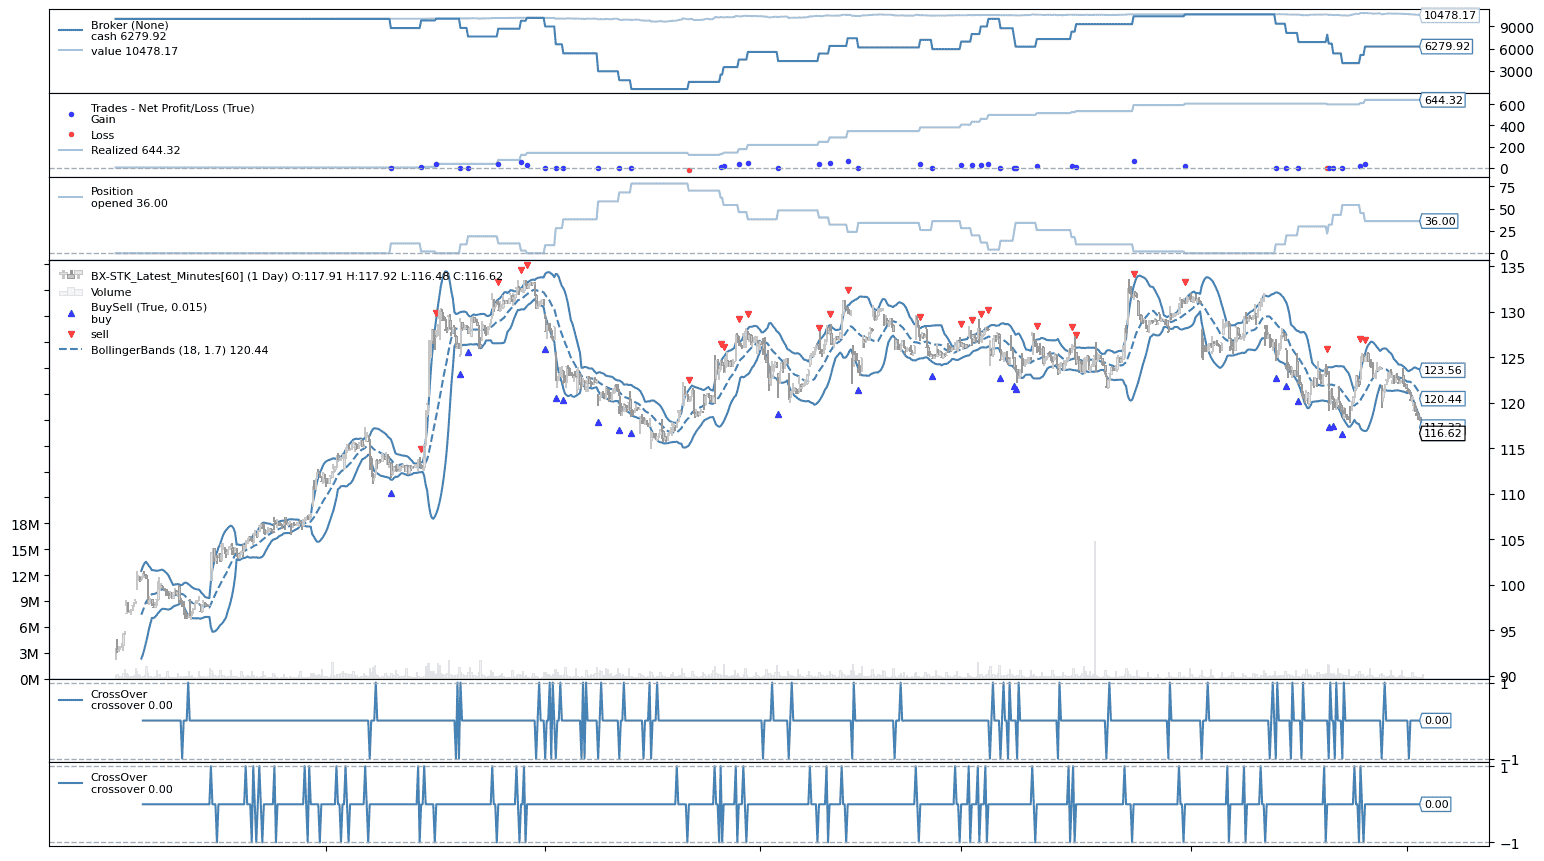 Broker (None)
cash 6279.92
value 10478.17
10478.17
9000
6279.92
6000
3000
Trades - Net Profit/Loss (True)
Gain
Loss
Realized 644.32
644.32
600
400
200
0
Position
opened 36.00
75
50
36.00
25
0
BX-STK_Latest_Minutes[60] (1 Day) O:117.91 H:117.92 L:116.48 C:116.62
Volume
BuySell (True, 0.015)
buy
sell
BollingerBands (18, 1.7) 120.44
135
130
125
123.56
120.44
120
116.62
115
110
105
100
95
90
18M
15M
12M
9M
6M
3M
0M
CrossOver
crossover 0.00
1
0.00
−1
CrossOver
crossover 0.00
1
0.00
−1